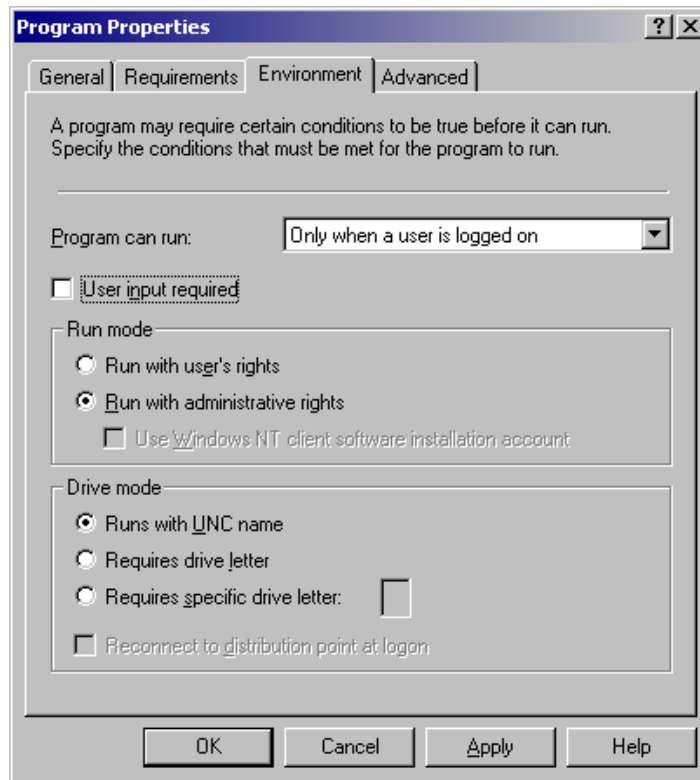 Program Properties
General Requirements Environment Advanced
A program may require certain conditions to be true before it can run.
Specify the conditions that must be met for the program to run.
Program can run: Only when a user is logged on
User input required
Run mode
Run with user's rights
Run with administrative rights
Use Windows NT client software installation account
Drive mode
Runs with UNC name
Requires drive letter
Requires specific drive letter:
Reconnect to distribution point at logon
OK Cancel Apply Help